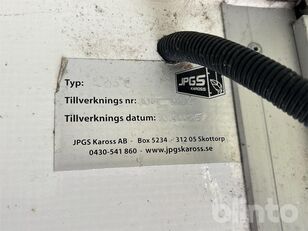 JPGS
KAROSS
Typ:
Tillverknings nr:
Tillverknings datum:
JPGS Kaross AB - Box 5234 - 312 05 Skottorp
0430-541 860 - www.jpgskaross.se
blinto